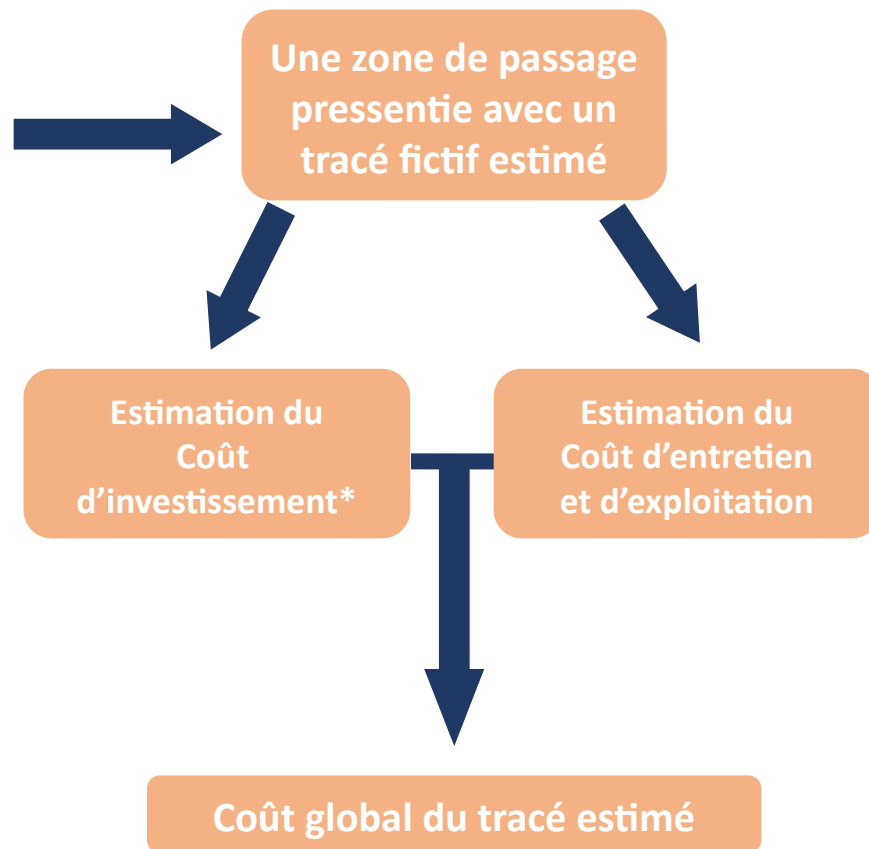 Une zone de passage
pressentie avec un
tracé fictif estimé
Estimation du
Coût
d’investissement*
Estimation du
Coût d’entretien
et d’exploitation
Coût global du tracé estimé